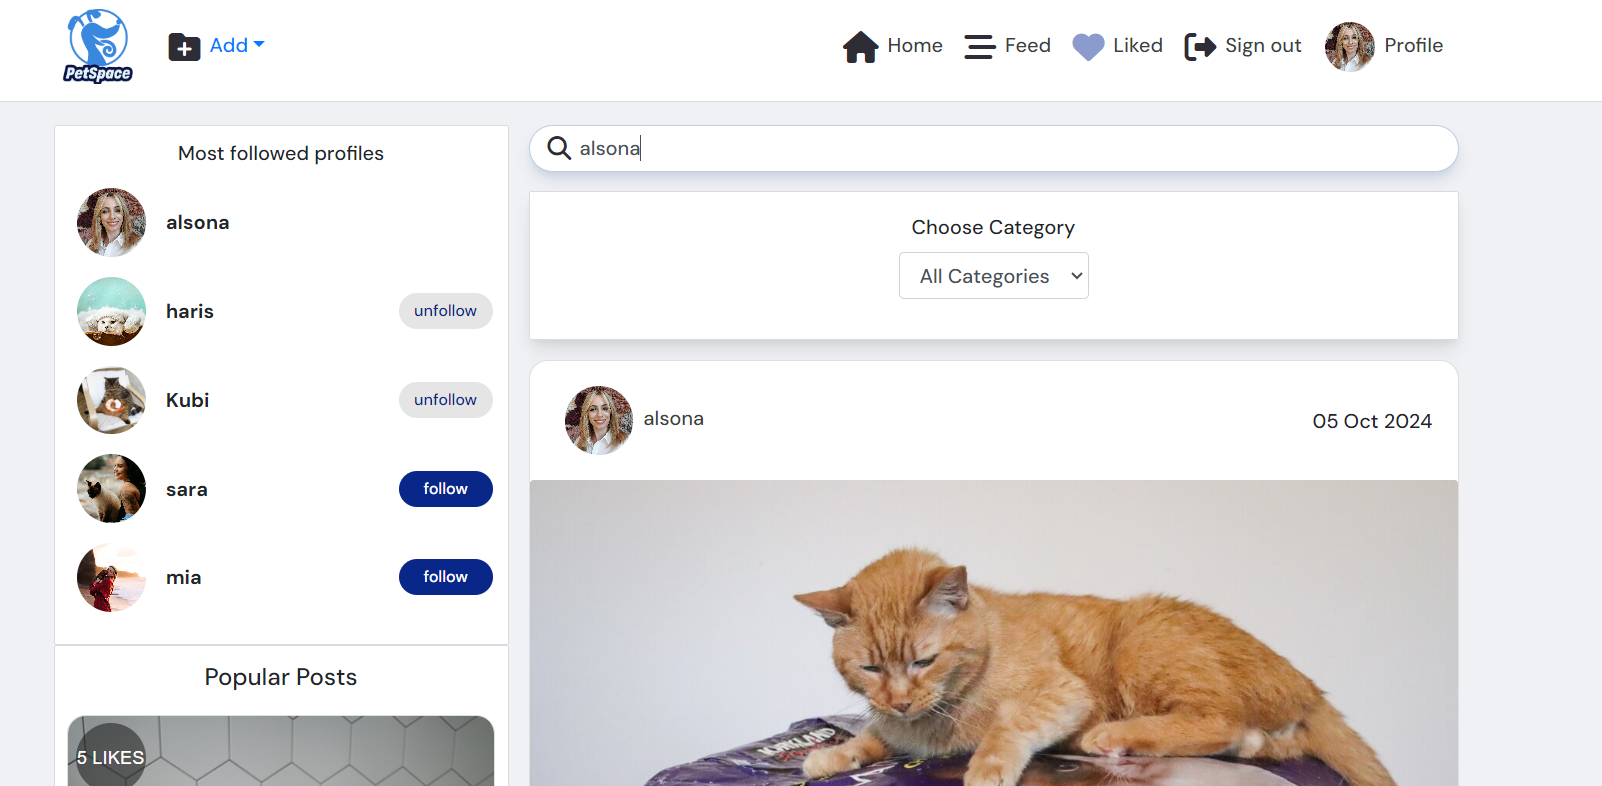 PetSpace
Add
Home
Feed
Liked
Sign out
Profile
Most followed profiles
alsona
haris
unfollow
Kubi
unfollow
sara
follow
mia
follow
Popular Posts
5 LIKES
alsona
Choose Category
All Categories
alsona
05 Oct 2024
KIRKLAND